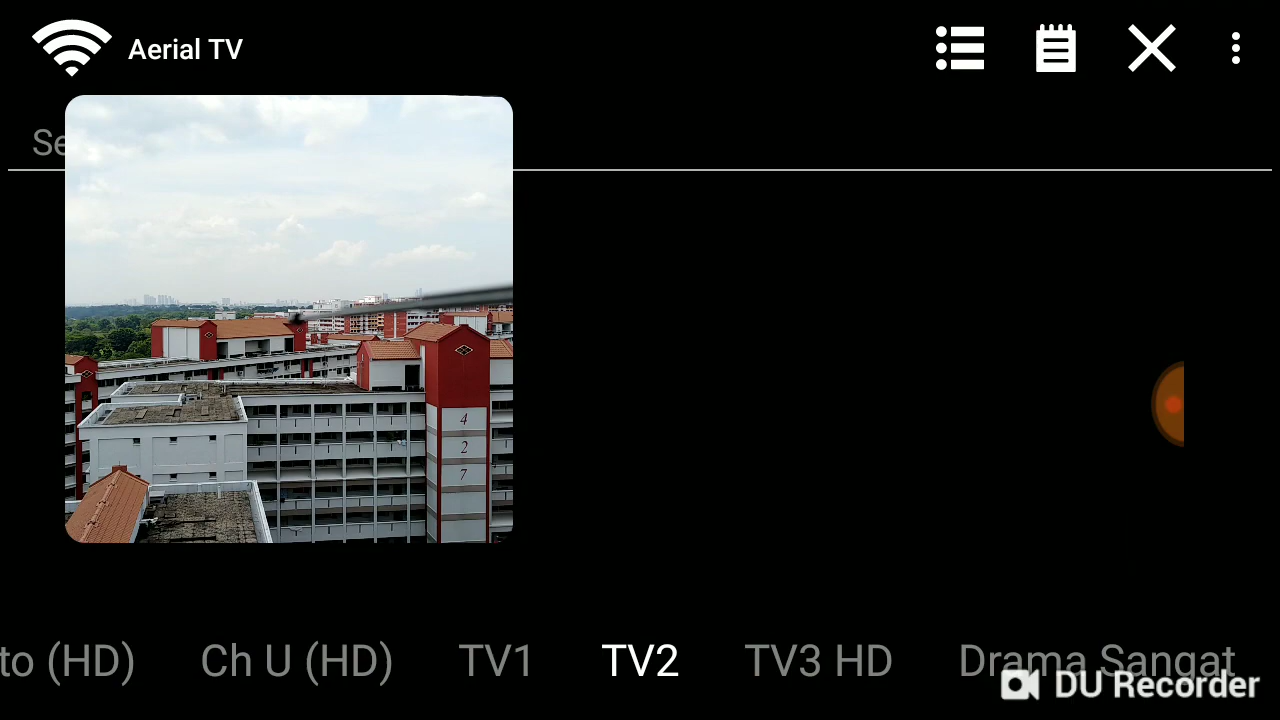 Aerial TV
Se
4
2
7
to (HD)
Ch U (HD)
TV1
TV2
TV3 HD
Drama Sangat
DU Recorder